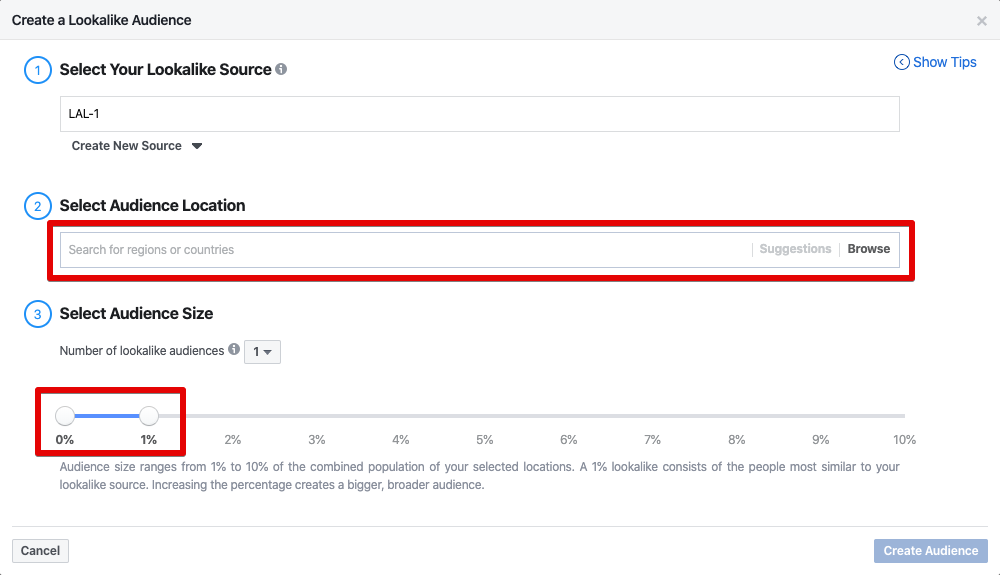 Create a Lookalike Audience
×
1 Select Your Lookalike Source
Show Tips
LAL-1
Create New Source
2 Select Audience Location
Search for regions or countries Suggestions Browse
3 Select Audience Size
Number of lookalike audiences 1
0% 1% 2% 3% 4% 5% 6% 7% 8% 9% 10%
Audience size ranges from 1% to 10% of the combined population of your selected locations. A 1% lookalike consists of the people most similar to your
lookalike source. Increasing the percentage creates a bigger, broader audience.
Cancel Create Audience